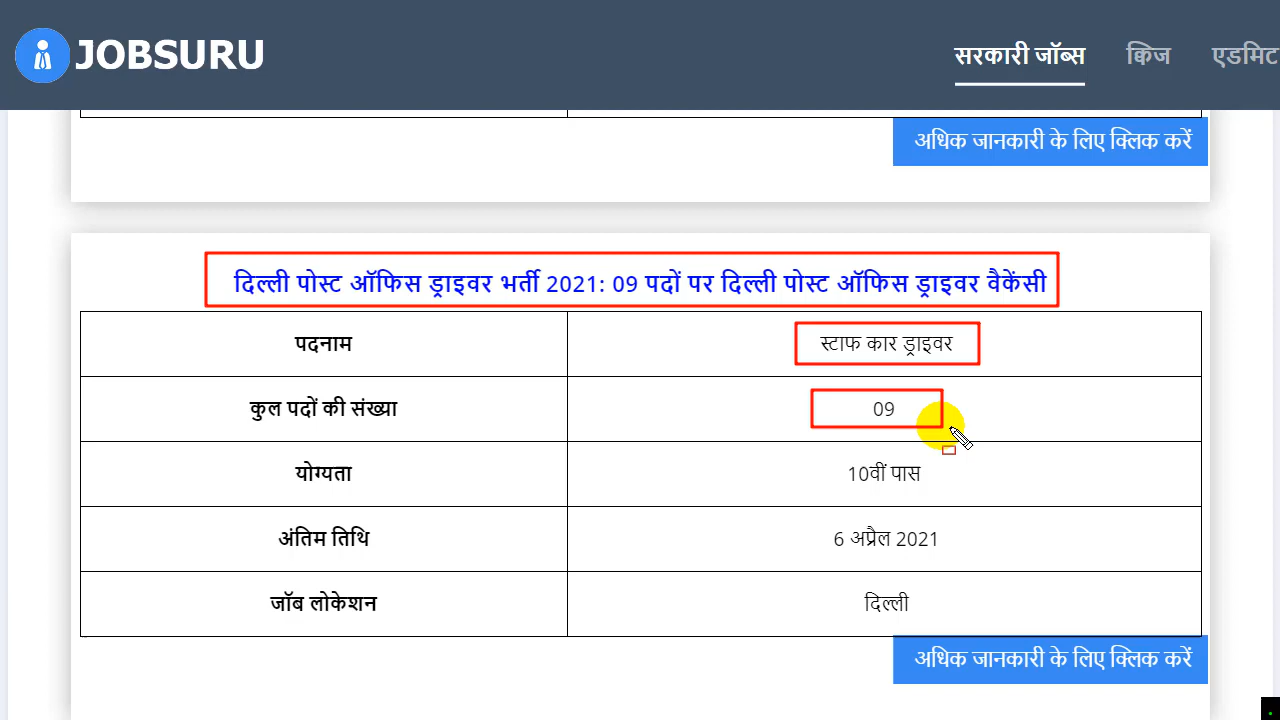 JOBSURU
सरकारी जॉब्स क्विज एडमिट
अधिक जानकारी के लिए क्लिक करें
दिल्ली पोस्ट ऑफिस ड्राइवर भर्ती 2021: 09 पदों पर दिल्ली पोस्ट ऑफिस ड्राइवर वैकेंसी
पदनाम स्टाफ कार ड्राइवर
कुल पदों की संख्या 09
योग्यता 10वीं पास
अंतिम तिथि 6 अप्रैल 2021
जॉब लोकेशन दिल्ली
अधिक जानकारी के लिए क्लिक करें